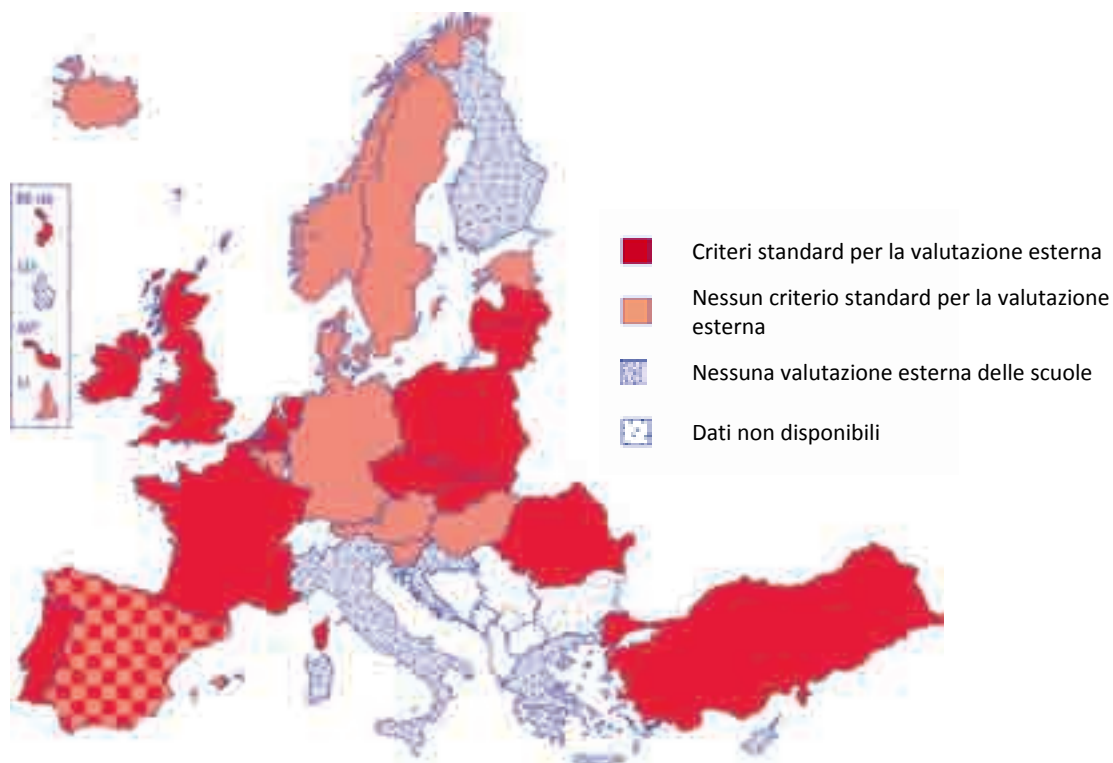 Criteri standard per la valutazione esterna
Nessun criterio standard per la valutazione
esterna
Nessuna valutazione esterna delle scuole
Dati non disponibili